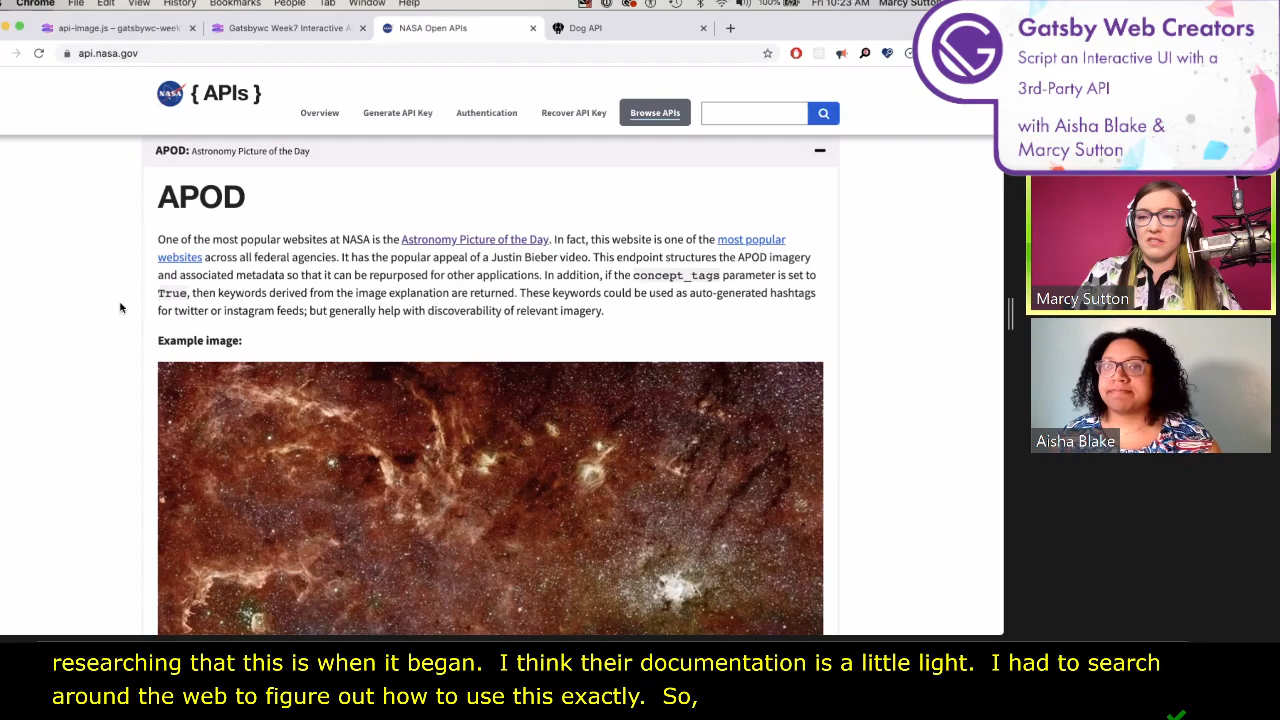 Chrome File Edit View History Bookmarks People Tab Window Help 100% Fri 10:23 AM Marcy Sutton
api-image.js – gatsbywc-week
Gatsbywc Week7 Interactive A
NASA Open APIs
Dog API
api.nasa.gov
NASA { APIs }
Overview
Generate API Key
Authentication
Recover API Key
Browse APIs
APOD: Astronomy Picture of the Day
APOD
One of the most popular websites at NASA is the Astronomy Picture of the Day. In fact, this website is one of the most popular
websites across all federal agencies. It has the popular appeal of a Justin Bieber video. This endpoint structures the APOD imagery
and associated metadata so that it can be repurposed for other applications. In addition, if the concept_tags parameter is set to
True, then keywords derived from the image explanation are returned. These keywords could be used as auto-generated hashtags
for twitter or instagram feeds; but generally help with discoverability of relevant imagery.
Example image:
Gatsby Web Creators
Script an Interactive UI with a
3rd-Party API
with Aisha Blake &
Marcy Sutton
Marcy Sutton
Aisha Blake
researching that this is when it began. I think their documentation is a little light. I had to search
around the web to figure out how to use this exactly. So,